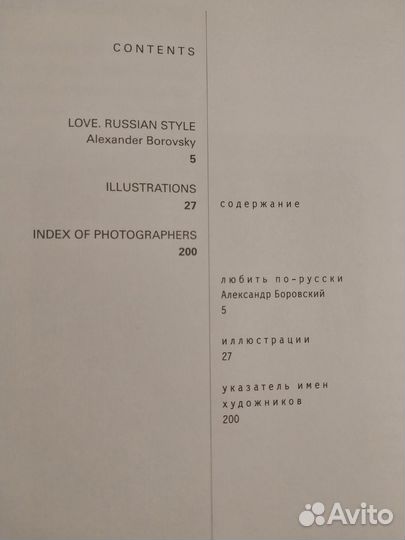 CONTENTS
LOVE. RUSSIAN STYLE
Alexander Borovsky
5
ILLUSTRATIONS
27
INDEX OF PHOTOGRAPHERS
200
содержание
любить по-русски
Александр Боровский
5
иллюстрации
27
указатель имен
художников
200
Avito